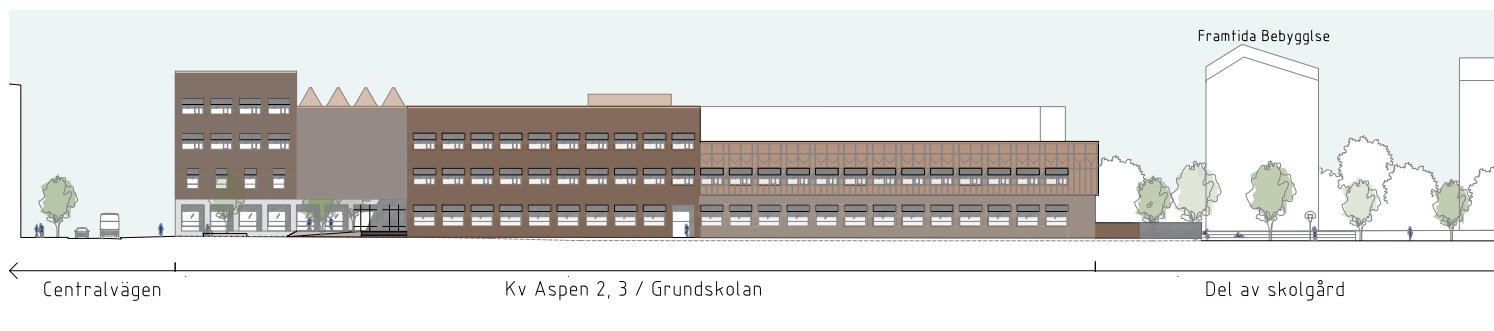 Framtida Bebygglse
Centralvägen
Kv Aspen 2, 3 / Grundskolan
Del av skolgård